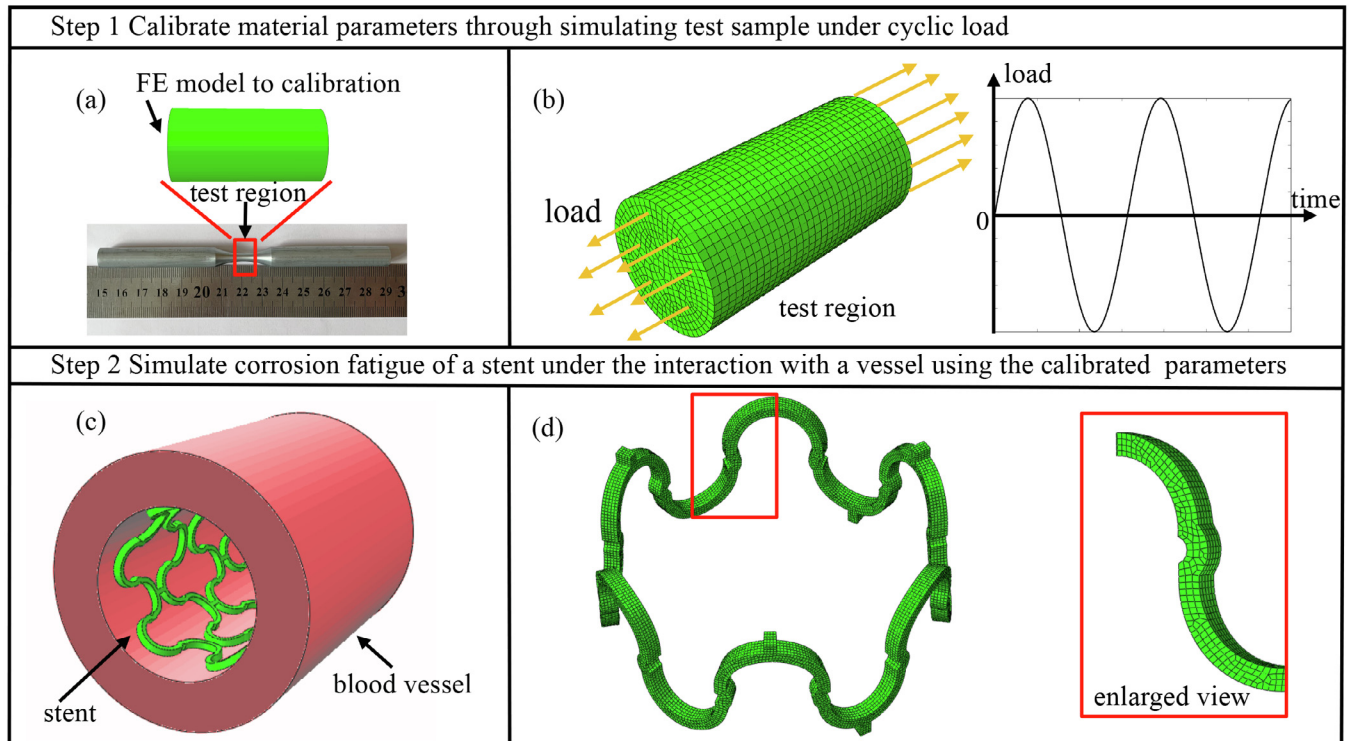 Step 1 Calibrate material parameters through simulating test sample under cyclic load
(a)
FE model to calibration
test region
15 16 17 18 19 20 21 22 23 24 25 26 27 28 29 3
(b)
load
test region
load
0
time
Step 2 Simulate corrosion fatigue of a stent under the interaction with a vessel using the calibrated parameters
(c)
stent
blood vessel
(d)
enlarged view